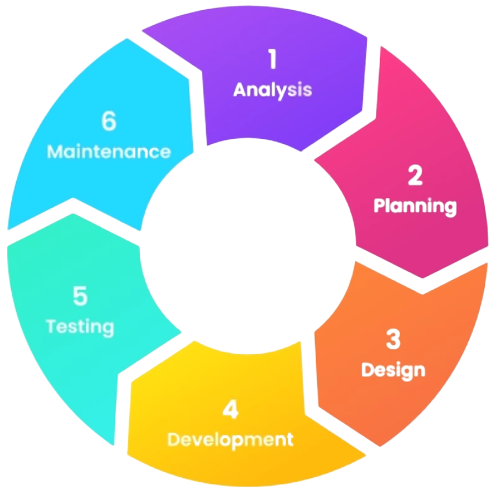 1
Analysis
2
Planning
3
Design
4
Development
5
Testing
6
Maintenance